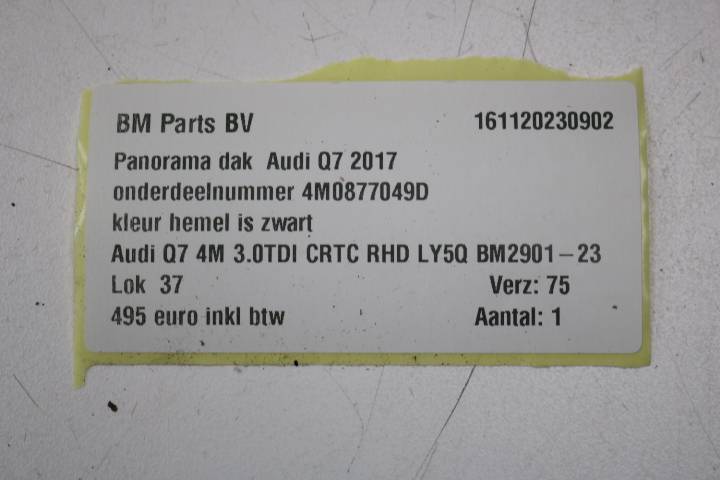 BM Parts BV 161120230902
Panorama dak Audi Q7 2017
onderdeelnummer 4M0877049D
kleur hemel is zwart
Audi Q7 4M 3.0TDI CRTC RHD LY5Q BM2901-23
Lok 37 Verz: 75
495 euro inkl btw Aantal: 1